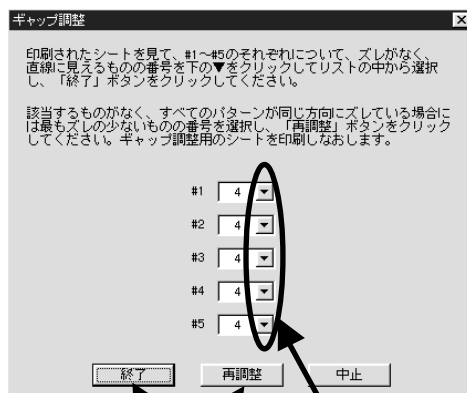 ギャップ調整
印刷されたシートを見て、#1～#5のそれぞれについて、ズレがなく、
直線に見えるものの番号を下の▼をクリックしてリストの中から選択
し、「終了」ボタンをクリックしてください。
該当するものがなく、すべてのパターンが同じ方向にズレている場合に
は最もズレの少ないものの番号を選択し、「再調整」ボタンをクリック
してください。ギャップ調整用のシートを印刷しなおします。
#1 4
#2 4
#3 4
#4 4
#5 4
終了 再調整 中止